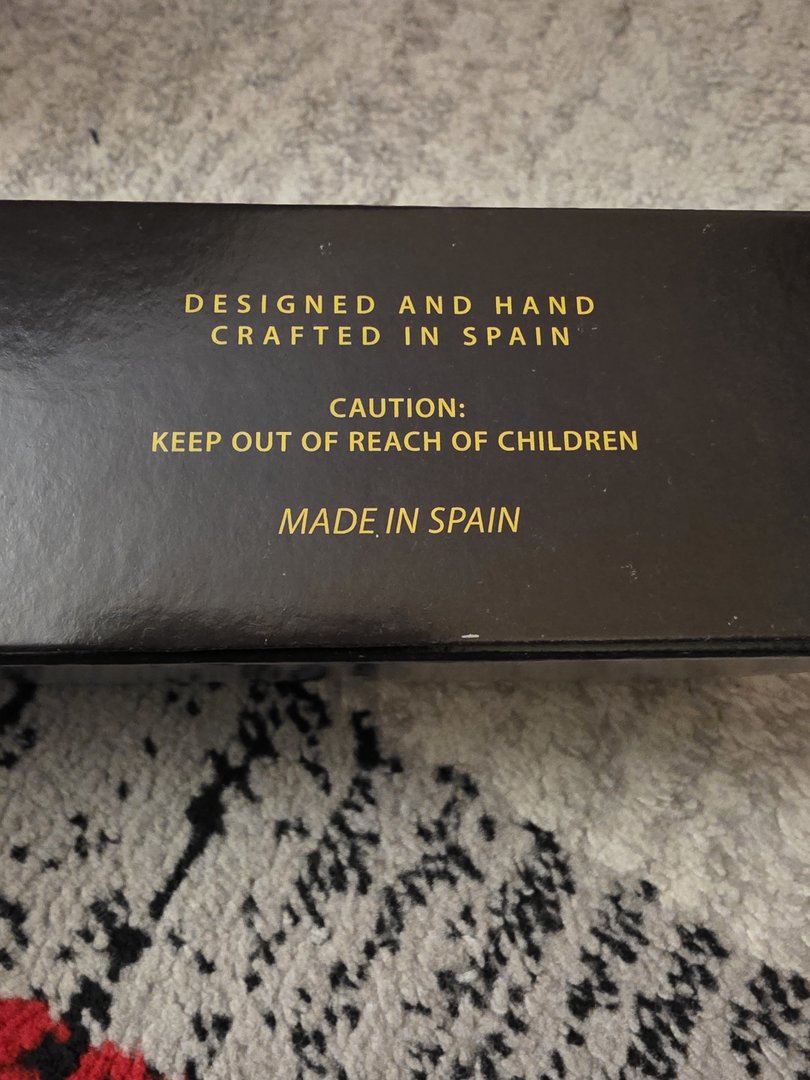 DESIGNED AND HAND
CRAFTED IN SPAIN
CAUTION:
KEEP OUT OF REACH OF CHILDREN
MADE IN SPAIN